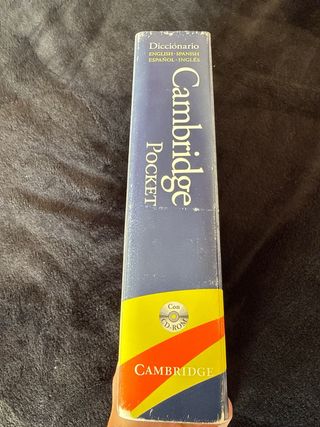 Diccionario
ENGLISH · SPANISH
ESPAÑOL · INGLÉS
Cambridge
POCKET
Con
CD-ROM
CAMBRIDGE